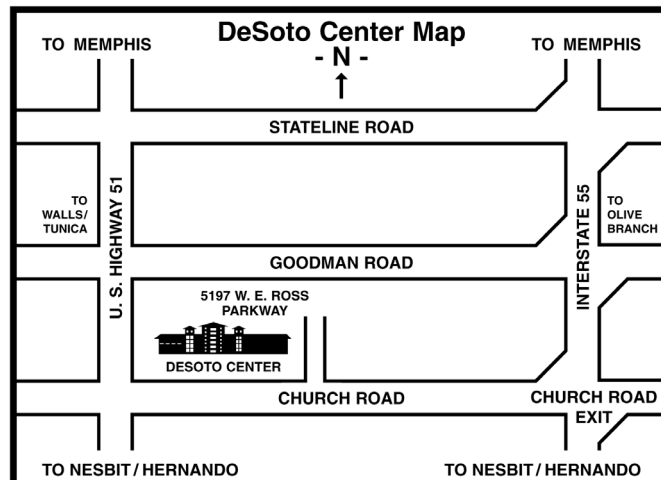 DeSoto Center Map
- N -
TO MEMPHIS
TO MEMPHIS
STATELINE ROAD
U. S. HIGHWAY 51
INTERSTATE 55
TO
WALLS/
TUNICA
TO
OLIVE
BRANCH
GOODMAN ROAD
5197 W. E. ROSS
PARKWAY
DESOTO CENTER
CHURCH ROAD
CHURCH ROAD
EXIT
TO NESBIT / HERNANDO
TO NESBIT / HERNANDO